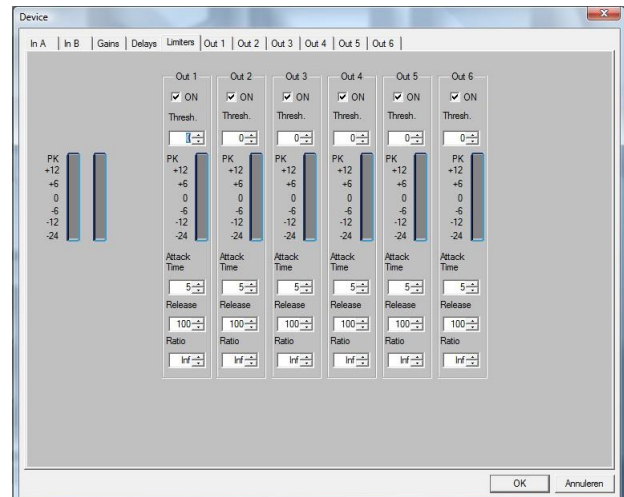 Device
In A In B Gains Delays Limiters Out 1 Out 2 Out 3 Out 4 Out 5 Out 6
Out 1 Out 2 Out 3 Out 4 Out 5 Out 6
ON ON ON ON ON ON
Thresh. Thresh. Thresh. Thresh. Thresh. Thresh.
0 0 0 0 0
PK PK PK PK PK PK PK
+12 +12 +12 +12 +12 +12 +12
+6 +6 +6 +6 +6 +6 +6
0 0 0 0 0 0 0
-6 -6 -6 -6 -6 -6 -6
-12 -12 -12 -12 -12 -12 -12
-24 -24 -24 -24 -24 -24 -24
Attack Attack Attack Attack Attack Attack
Time Time Time Time Time Time
5 5 5 5 5 5
Release Release Release Release Release Release
100 100 100 100 100 100
Ratio Ratio Ratio Ratio Ratio Ratio
Inf Inf Inf Inf Inf Inf
OK Annuleren